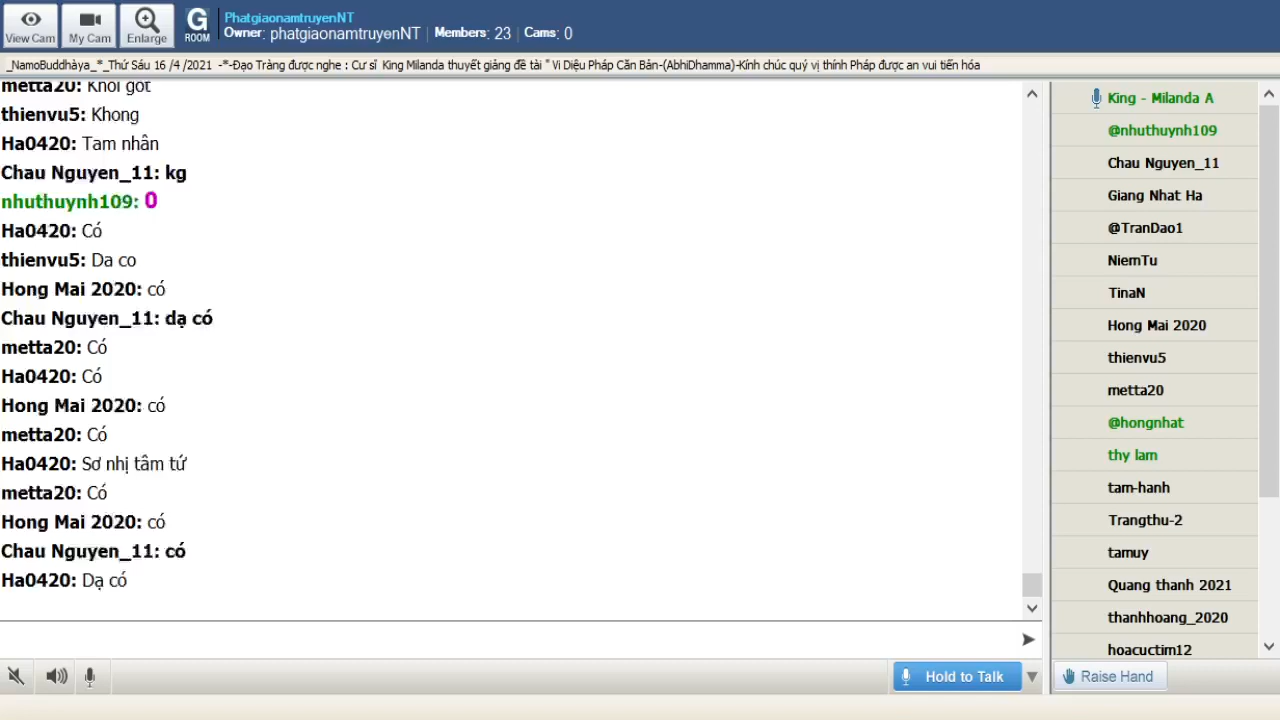 View Cam
My Cam
Enlarge
G
ROOM
PhatgiaonamtruyenNT
Owner: phatgiaonamtruyenNT | Members: 23 | Cams: 0
_NamoBuddhàya_*_Thứ Sáu 16 /4 /2021 -*-Đạo Tràng được nghe : Cư sĩ King Milanda thuyết giảng đề tài " Vi Diệu Pháp Căn Bản-(AbhiDhamma)-Kính chúc quý vị thính Pháp được an vui tiến hóa
metta20: Khôi gót
thienvu5: Khong
Ha0420: Tam nhân
Chau Nguyen_11: kg
nhuthuynh109: 0
Ha0420: Có
thienvu5: Da co
Hong Mai 2020: có
Chau Nguyen_11: dạ có
metta20: Có
Ha0420: Có
Hong Mai 2020: có
metta20: Có
Ha0420: Sơ nhị tâm tứ
metta20: Có
Hong Mai 2020: có
Chau Nguyen_11: có
Ha0420: Dạ có
King - Milanda A
@nhuthuynh109
Chau Nguyen_11
Giang Nhat Ha
@TranDao1
NiemTu
TinaN
Hong Mai 2020
thienvu5
metta20
@hongnhat
thy lam
tam-hanh
Trangthu-2
tamuy
Quang thanh 2021
thanhhoang_2020
hoacuctim12
Hold to Talk
Raise Hand